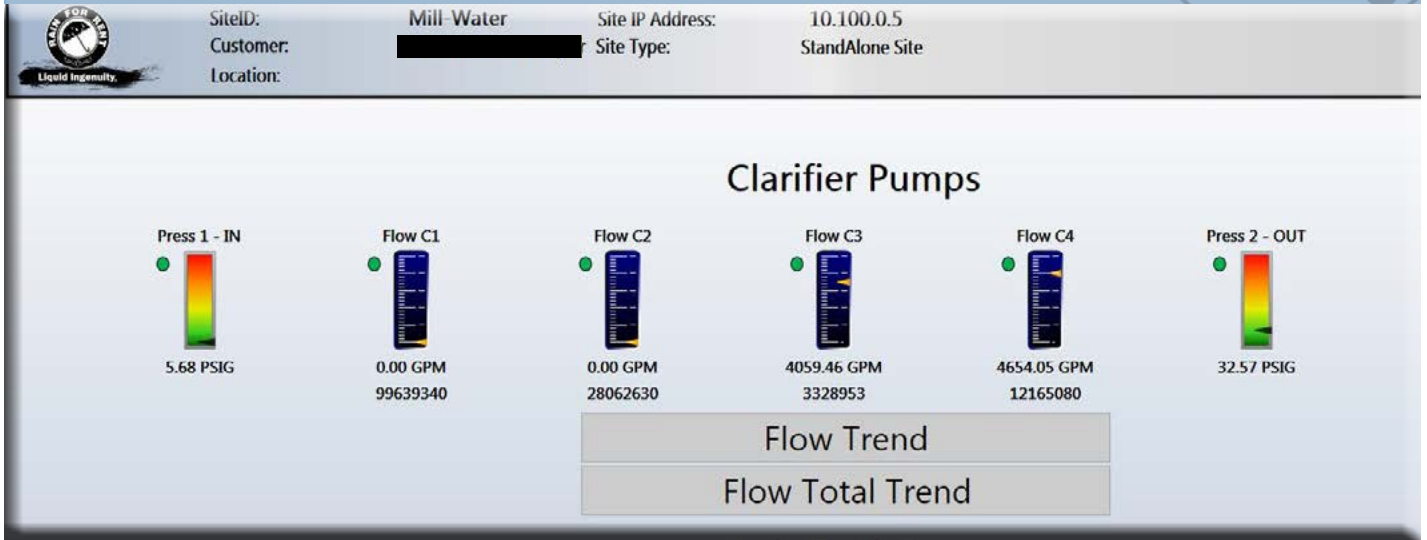 RAIN FOR RENT
Liquid Ingenuity.
SiteID: Mill-Water Site IP Address: 10.100.0.5
Customer: r Site Type: StandAlone Site
Location:
Clarifier Pumps
Press 1 - IN Flow C1 Flow C2 Flow C3 Flow C4 Press 2 - OUT
5.68 PSIG 0.00 GPM 0.00 GPM 4059.46 GPM 4654.05 GPM 32.57 PSIG
99639340 28062630 3328953 12165080
Flow Trend
Flow Total Trend